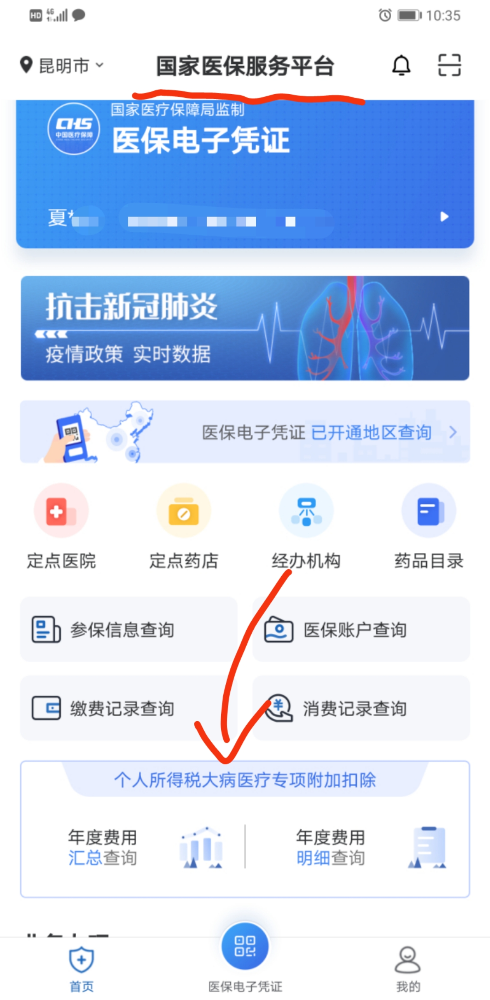 HD 4G 10:35
昆明市 国家医保服务平台
CHS
中国医疗保障
国家医疗保障局监制
医保电子凭证
夏*
抗击新冠肺炎
疫情政策 实时数据
医保电子凭证 已开通地区查询
定点医院 定点药店 经办机构 药品目录
参保信息查询 医保账户查询
缴费记录查询 消费记录查询
个人所得税大病医疗专项附加扣除
年度费用 年度费用
汇总查询 明细查询
首页 医保电子凭证 我的